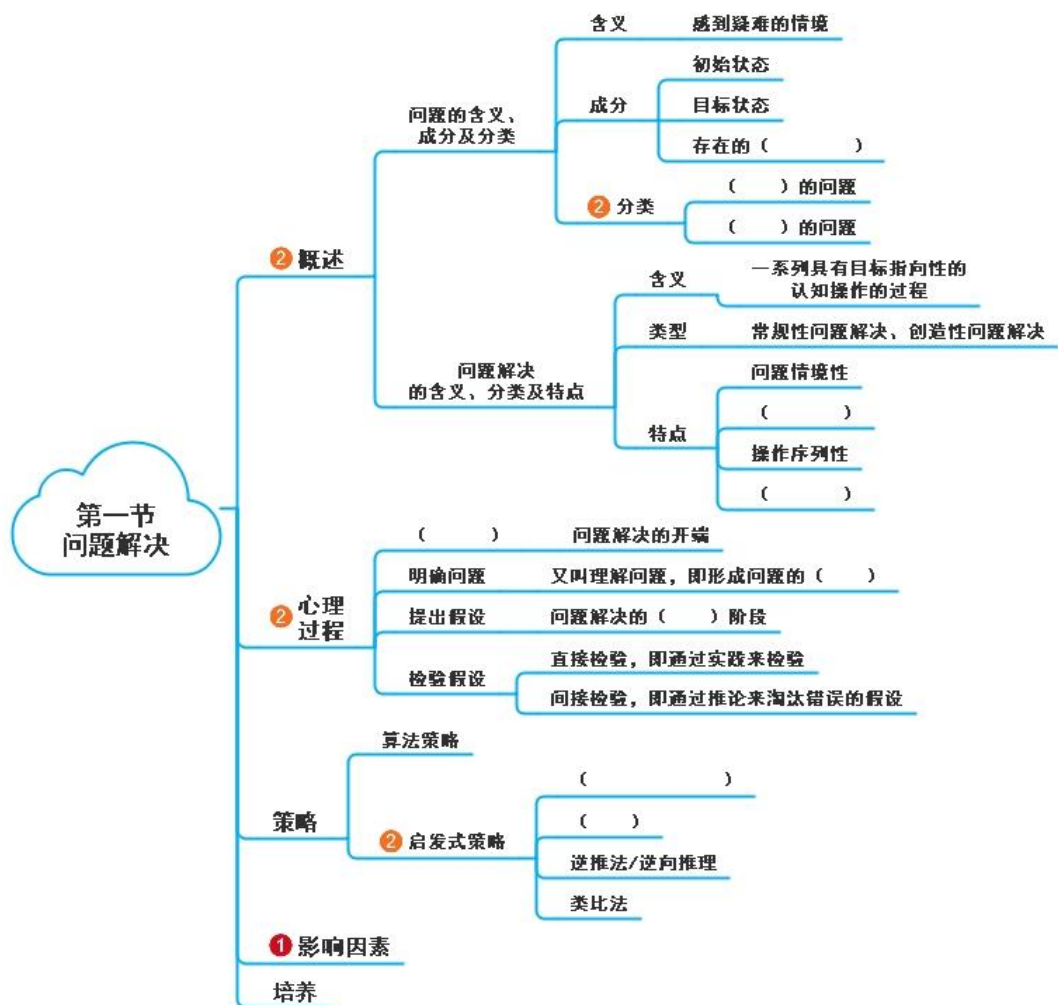 第一节
问题解决
② 概述
问题的含义、
成分及分类
含义
感到疑难的情境
成分
初始状态
目标状态
存在的（ ）
② 分类
（ ）的问题
（ ）的问题
问题解决
的含义、分类及特点
含义
一系列具有目标指向性的
认知操作的过程
类型
常规性问题解决、创造性问题解决
特点
问题情境性
（ ）
操作序列性
（ ）
② 心理
过程
（ ）
问题解决的开端
明确问题
又叫理解问题，即形成问题的（ ）
提出假设
问题解决的（ ）阶段
检验假设
直接检验，即通过实践来检验
间接检验，即通过推论来淘汰错误的假设
策略
算法策略
② 启发式策略
（ ）
（ ）
逆推法/逆向推理
类比法
① 影响因素
培养